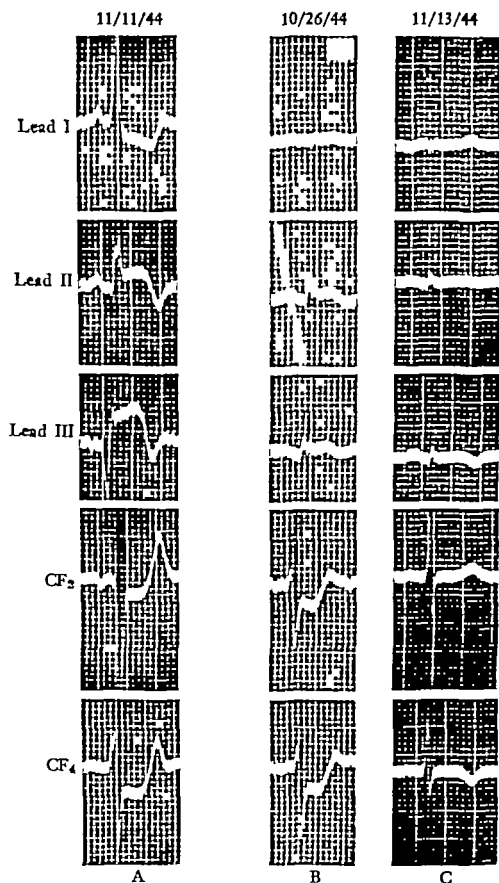 11/11/44 10/26/44 11/13/44
Lead I
Lead II
Lead III
CF₂
CF₄
A B C